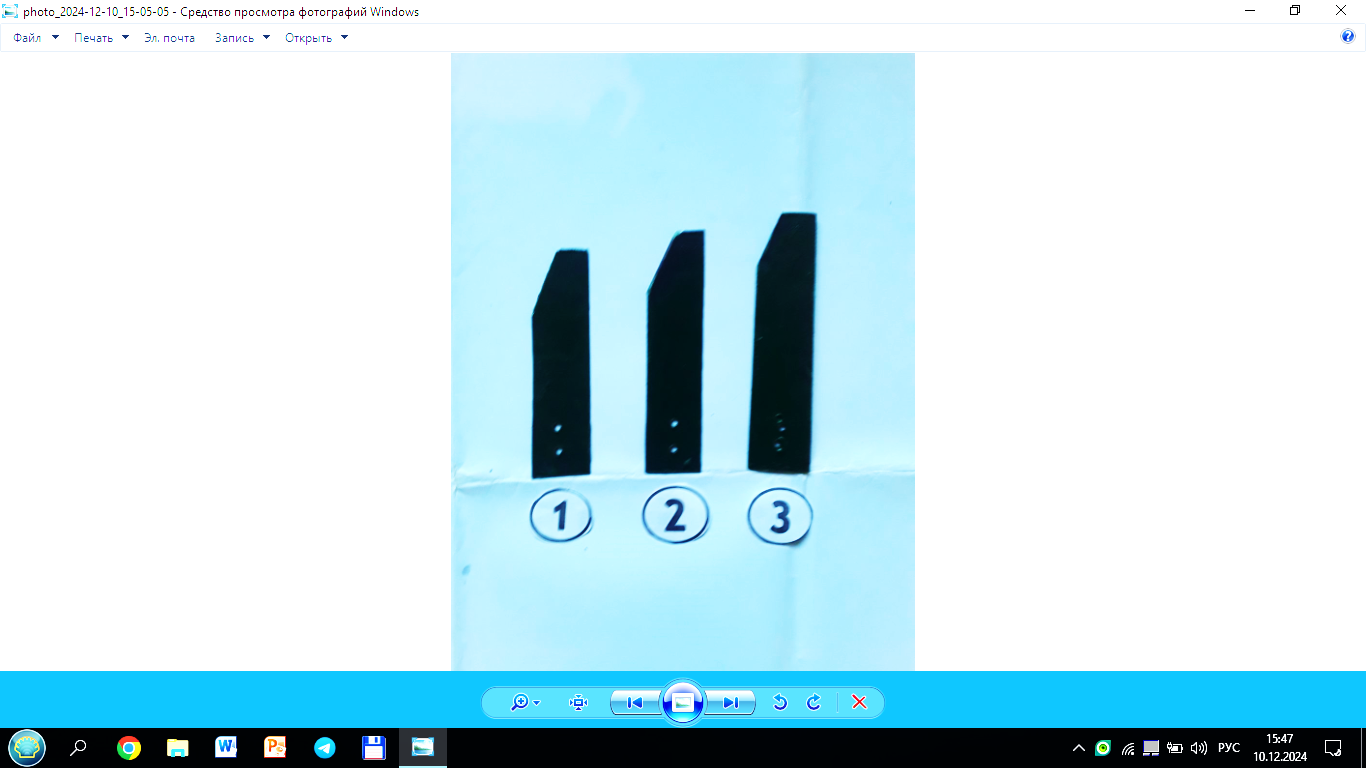 photo_2024-12-10_15-05-05 - Средство просмотра фотографий Windows
Файл Печать Эл. почта Запись Открыть
1 2 3
15:47
РУС
10.12.2024